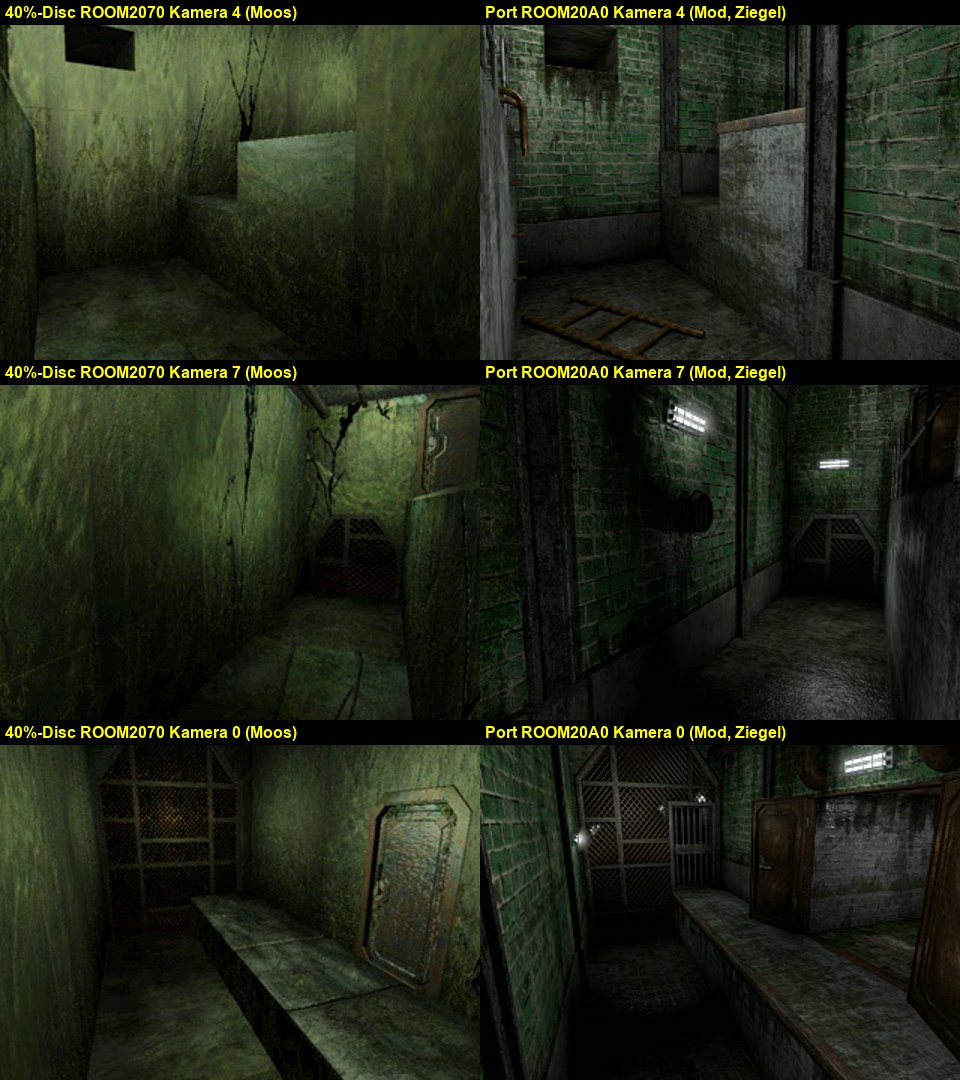 40%-Disc ROOM2070 Kamera 4 (Moos)
Port ROOM20A0 Kamera 4 (Mod, Ziegel)
40%-Disc ROOM2070 Kamera 7 (Moos)
Port ROOM20A0 Kamera 7 (Mod, Ziegel)
40%-Disc ROOM2070 Kamera 0 (Moos)
Port ROOM20A0 Kamera 0 (Mod, Ziegel)